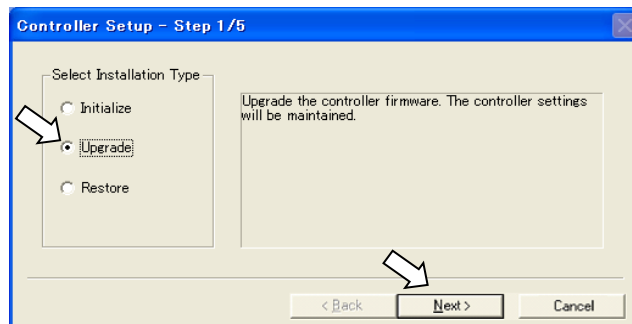 Controller Setup - Step 1/5
Select Installation Type
Initialize
Upgrade
Restore
Upgrade the controller firmware. The controller settings
will be maintained.
< Back
Next >
Cancel